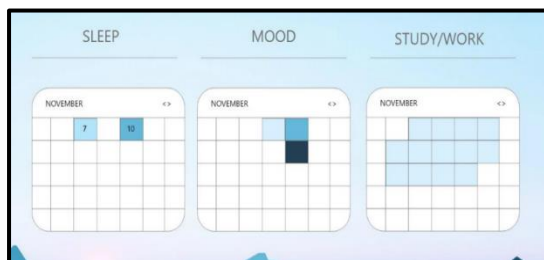 SLEEP
MOOD
STUDY/WORK
NOVEMBER <>
NOVEMBER <>
NOVEMBER <>
7 10